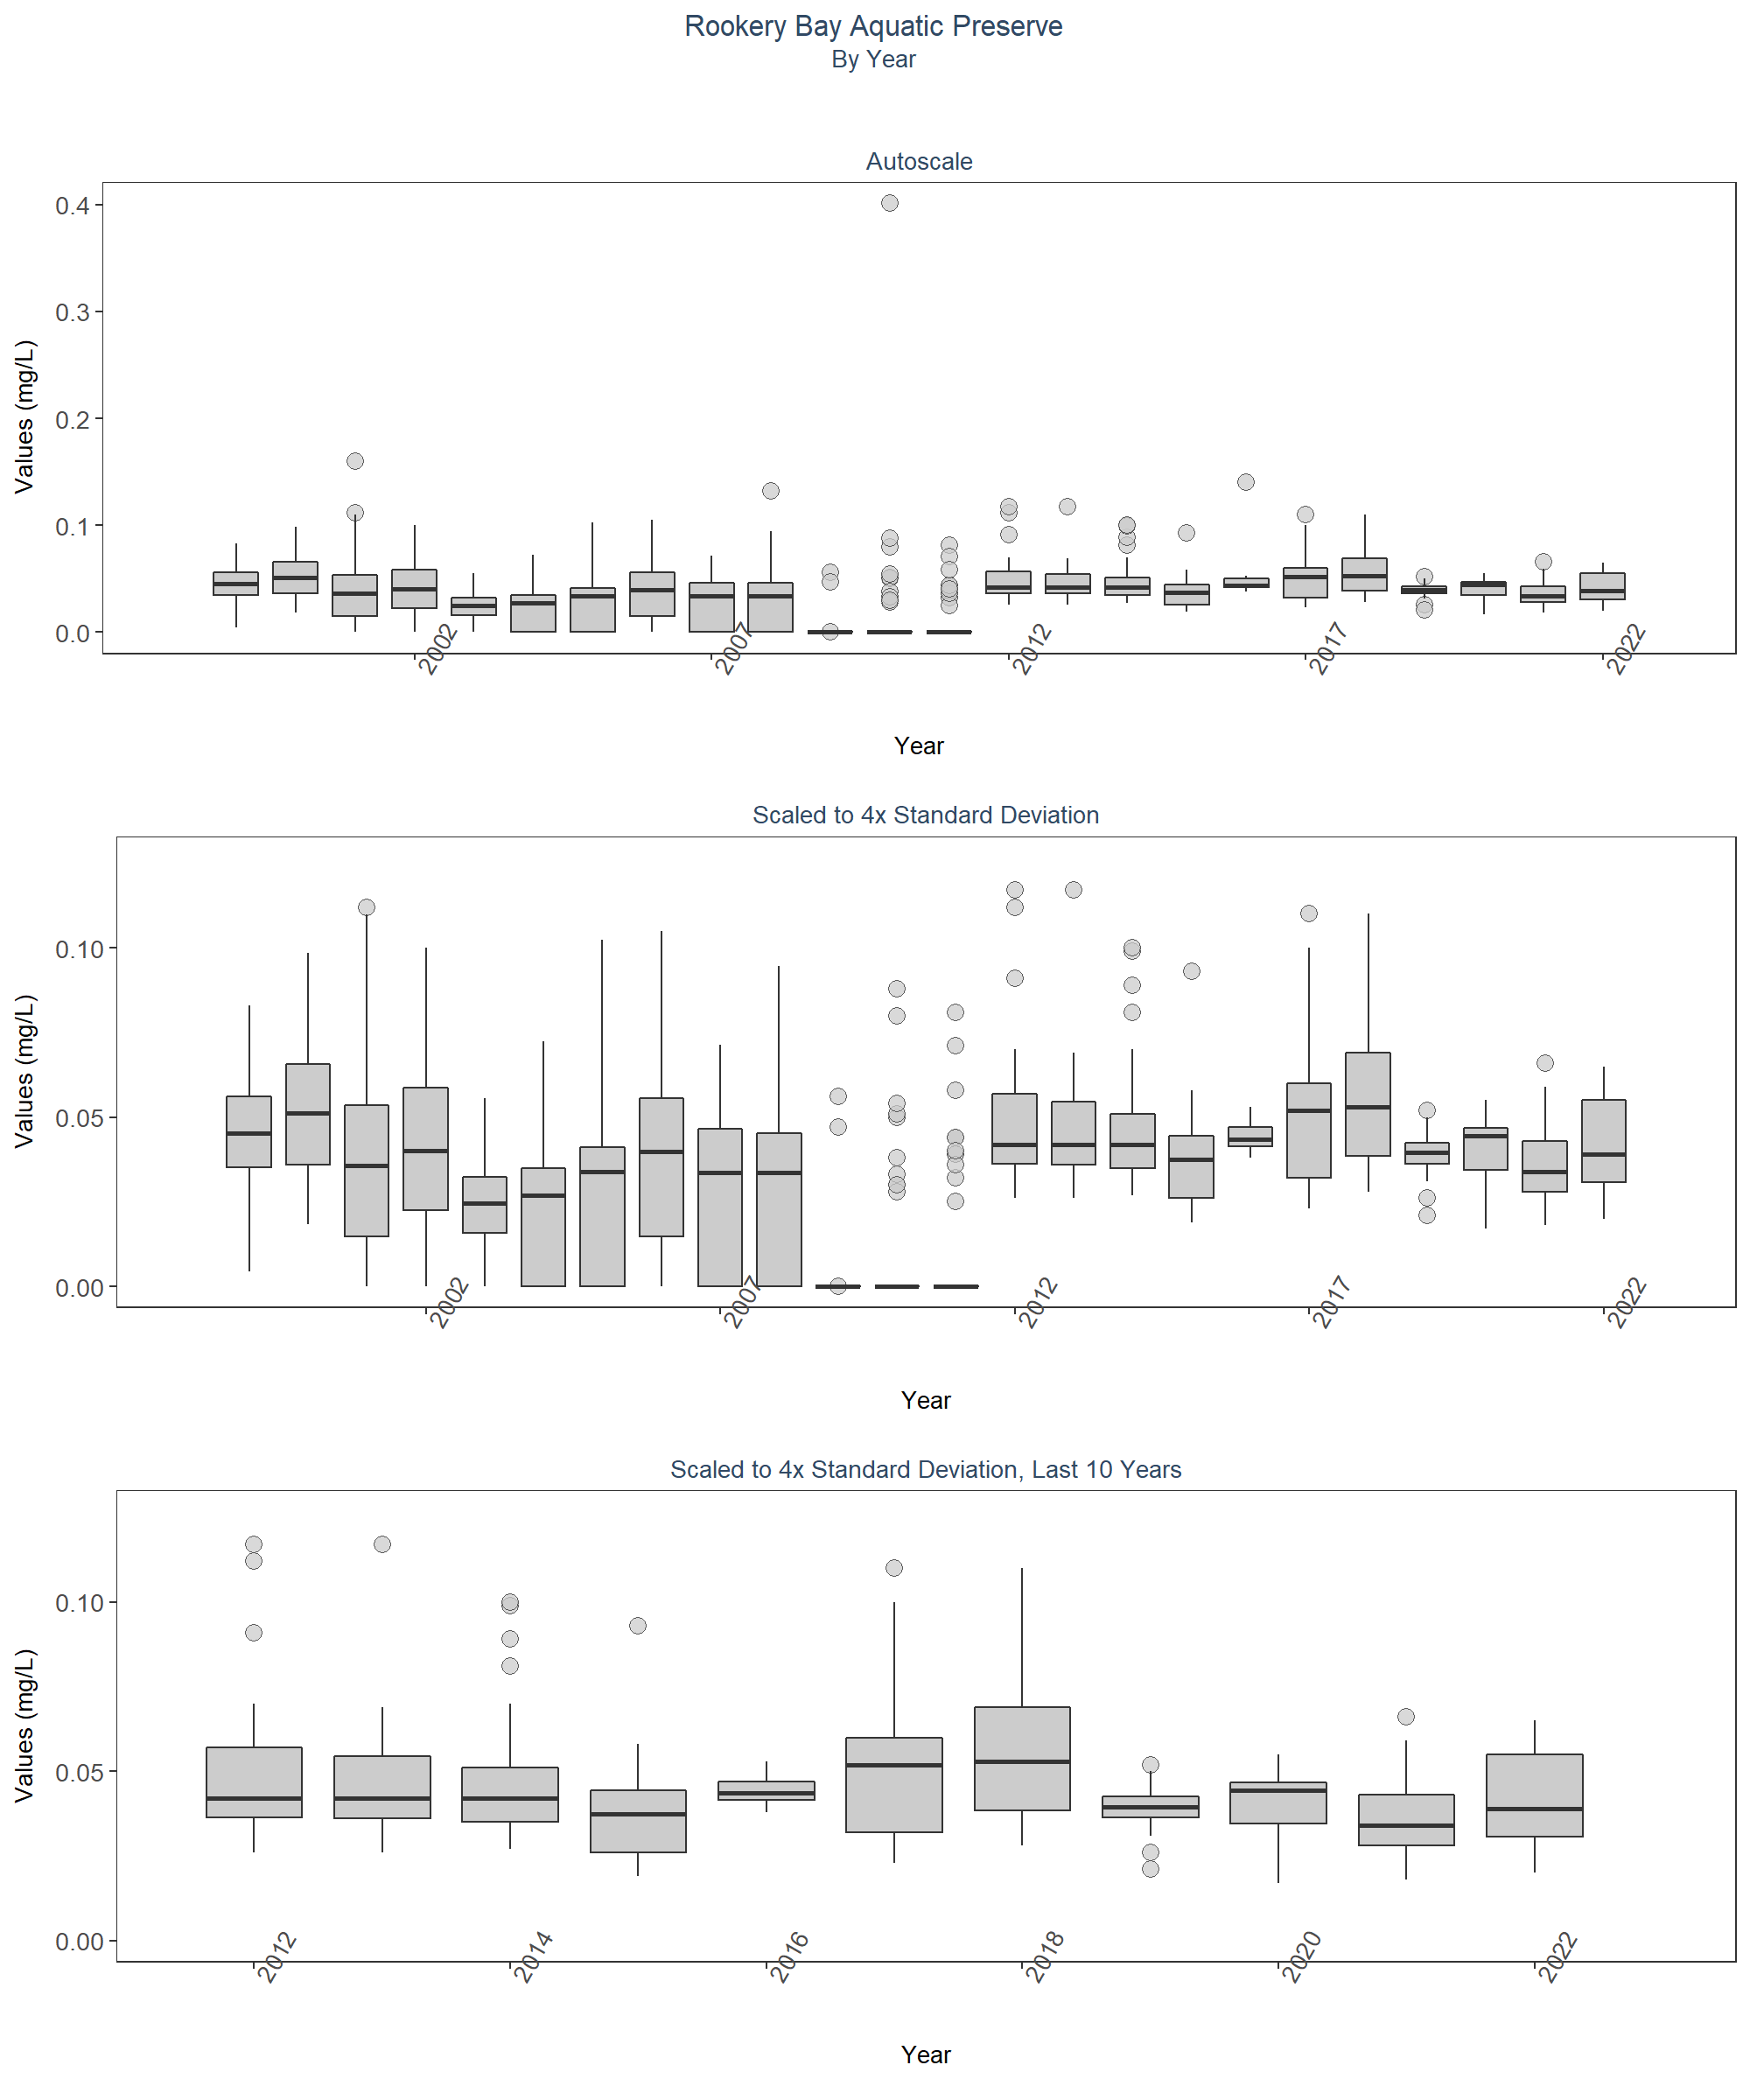 Rookery Bay Aquatic Preserve
By Year
Autoscale
Values (mg/L)
0.4
0.3
0.2
0.1
0.0
2002 2007 2012 2017 2022
Year
Scaled to 4x Standard Deviation
Values (mg/L)
0.10
0.05
0.00
2002 2007 2012 2017 2022
Year
Scaled to 4x Standard Deviation, Last 10 Years
Values (mg/L)
0.10
0.05
0.00
2012 2014 2016 2018 2020 2022
Year